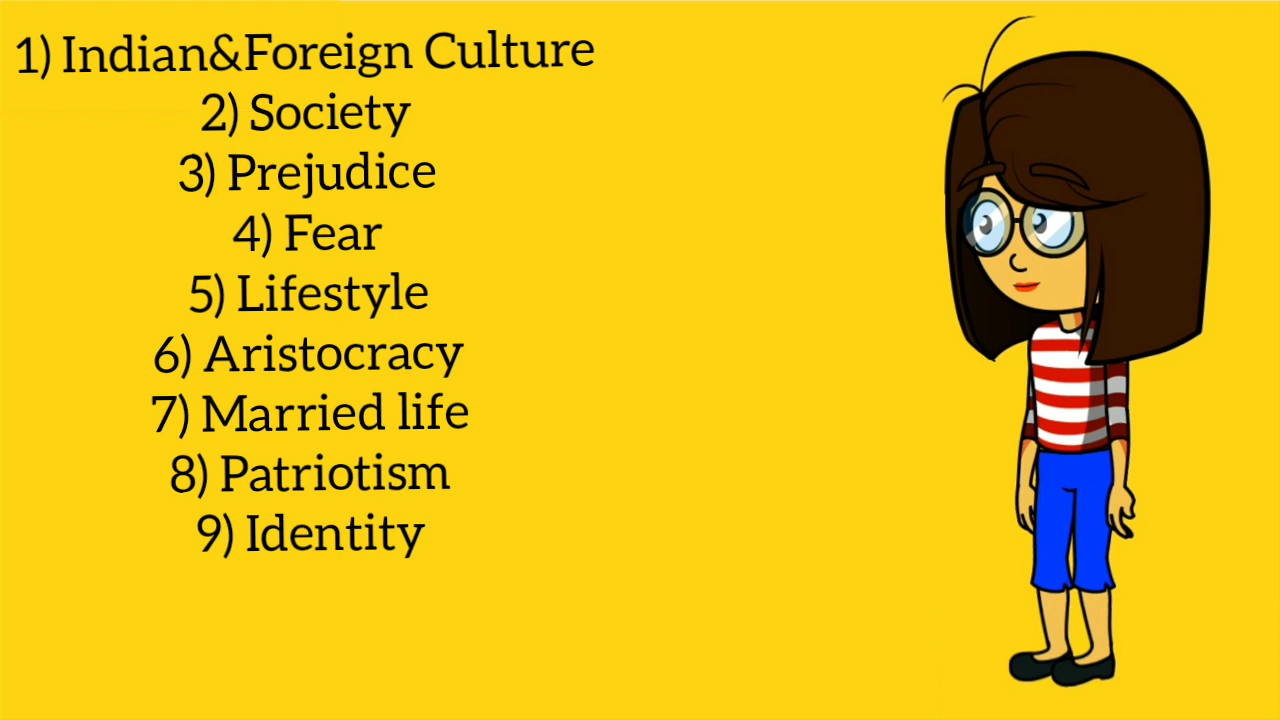 1) Indian&Foreign Culture
2) Society
3) Prejudice
4) Fear
5) Lifestyle
6) Aristocracy
7) Married life
8) Patriotism
9) Identity